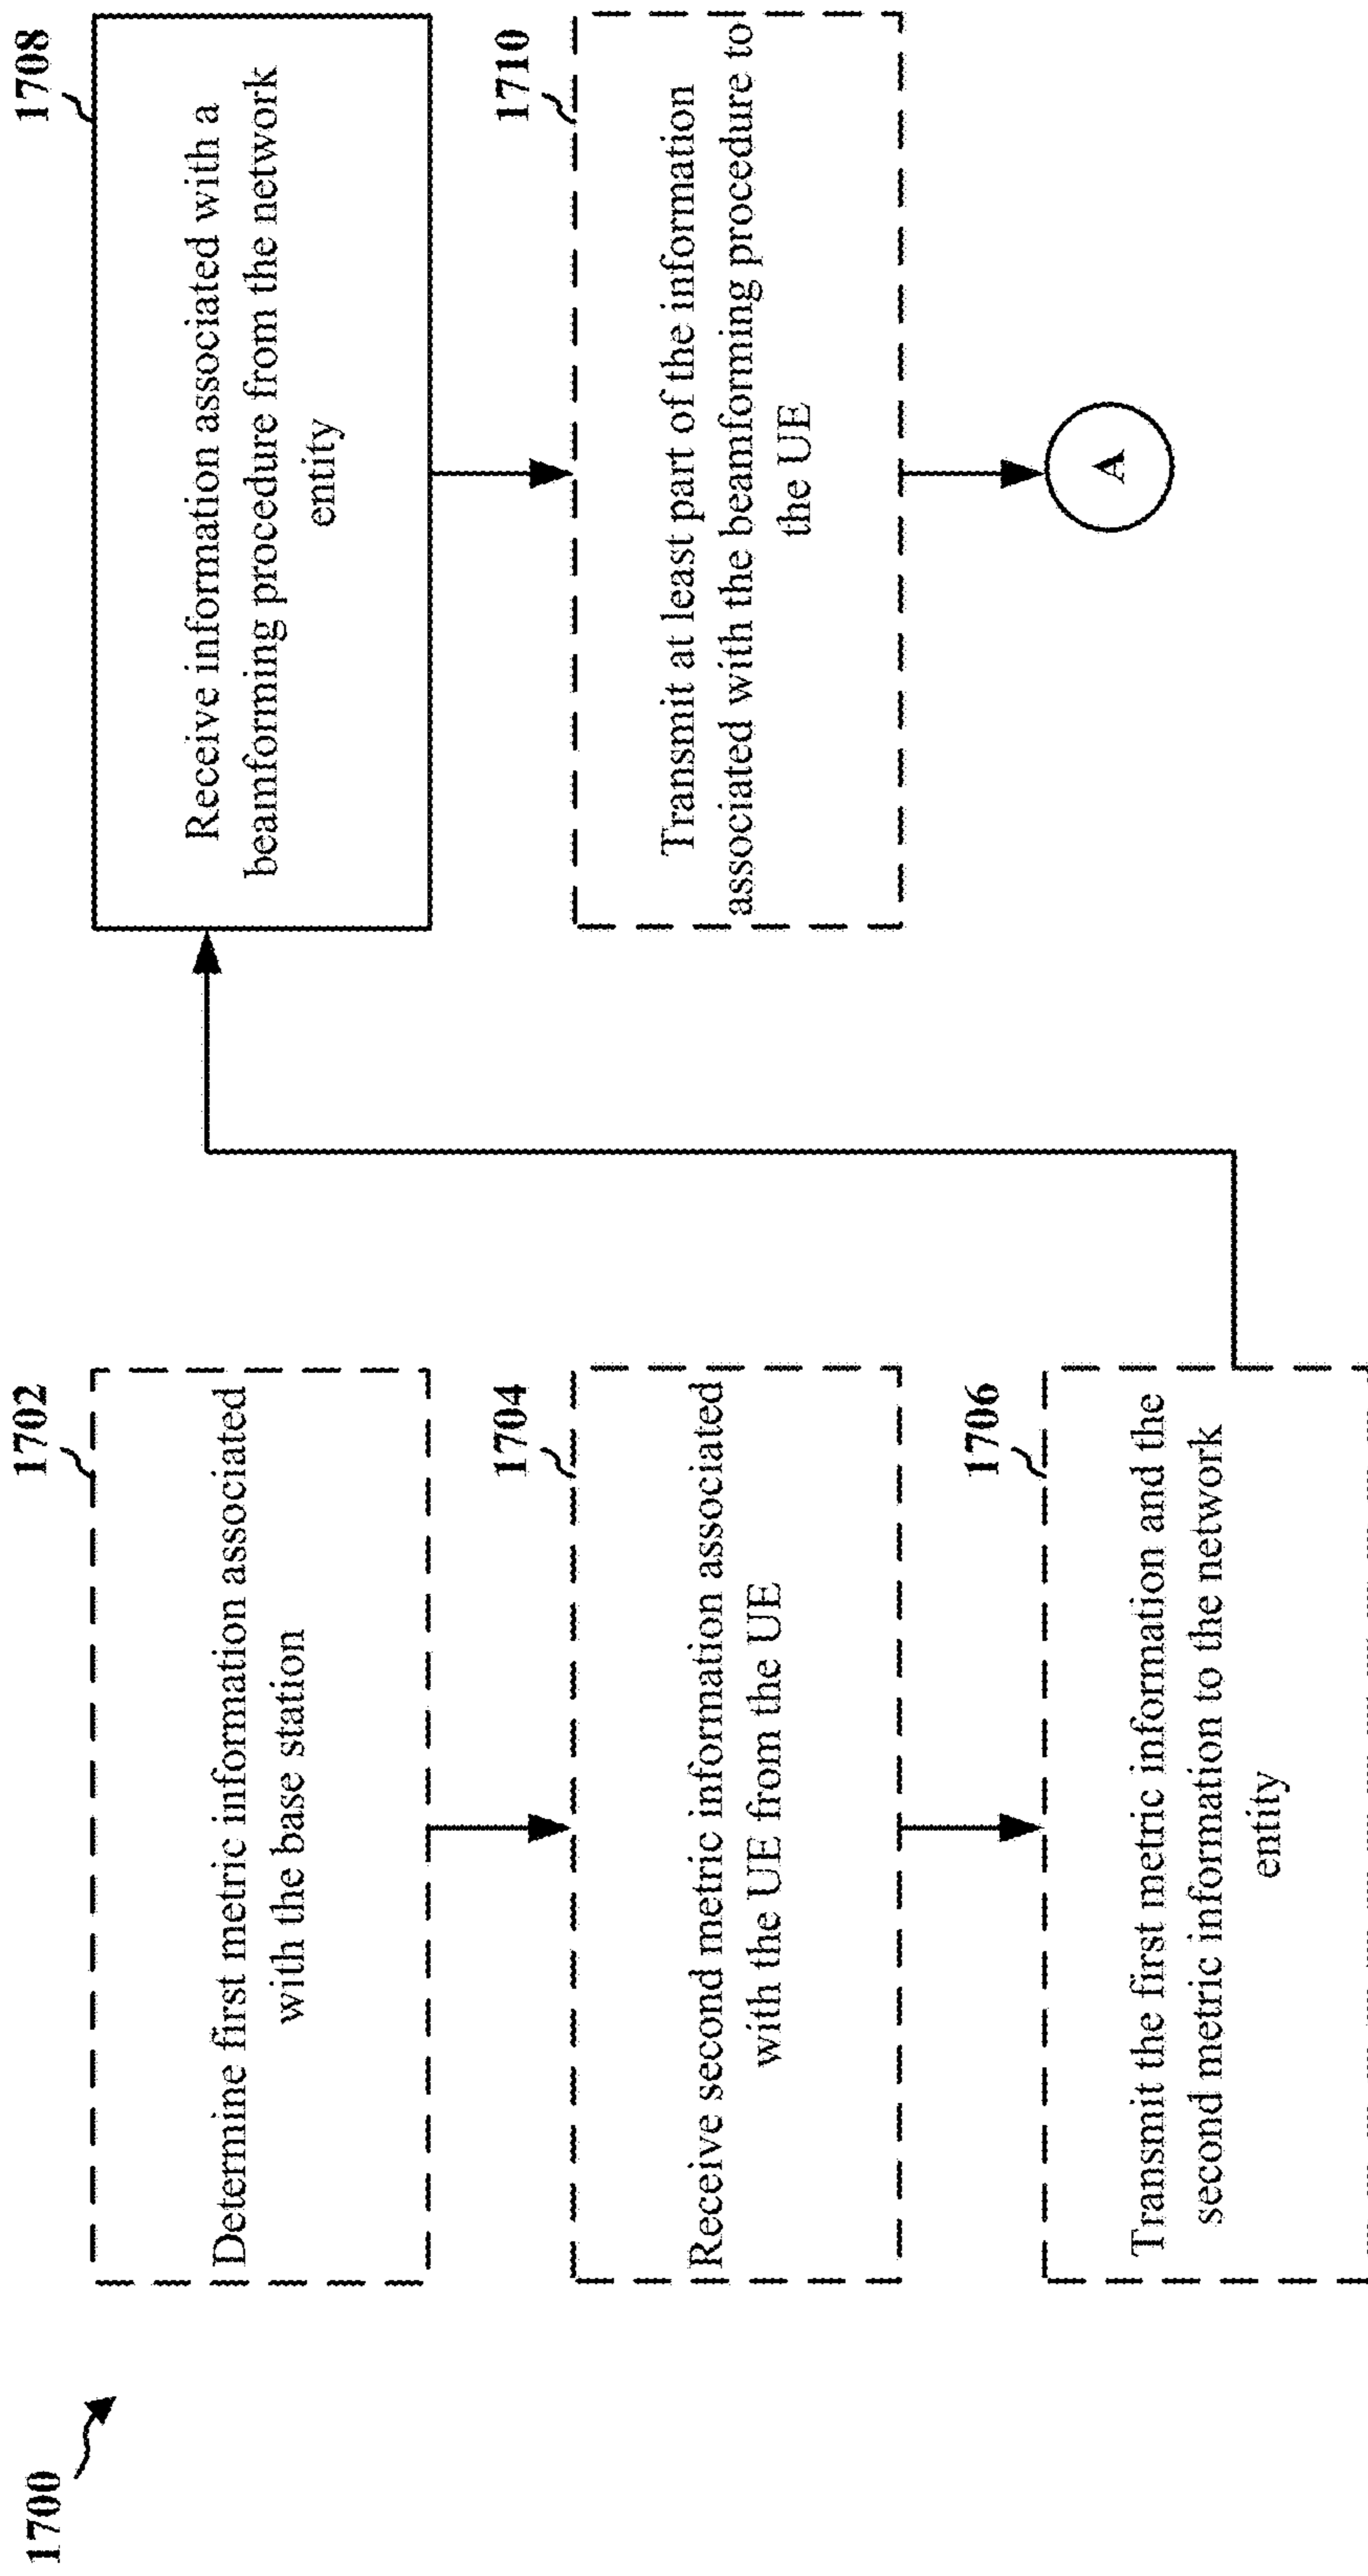 1700
1702
Determine first metric information associated
with the base station
1704
Receive second metric information associated
with the UE from the UE
1706
Transmit the first metric information and the
second metric information to the network
entity
1708
Receive information associated with a
beamforming procedure from the network
entity
1710
Transmit at least part of the information
associated with the beamforming procedure to
the UE
A